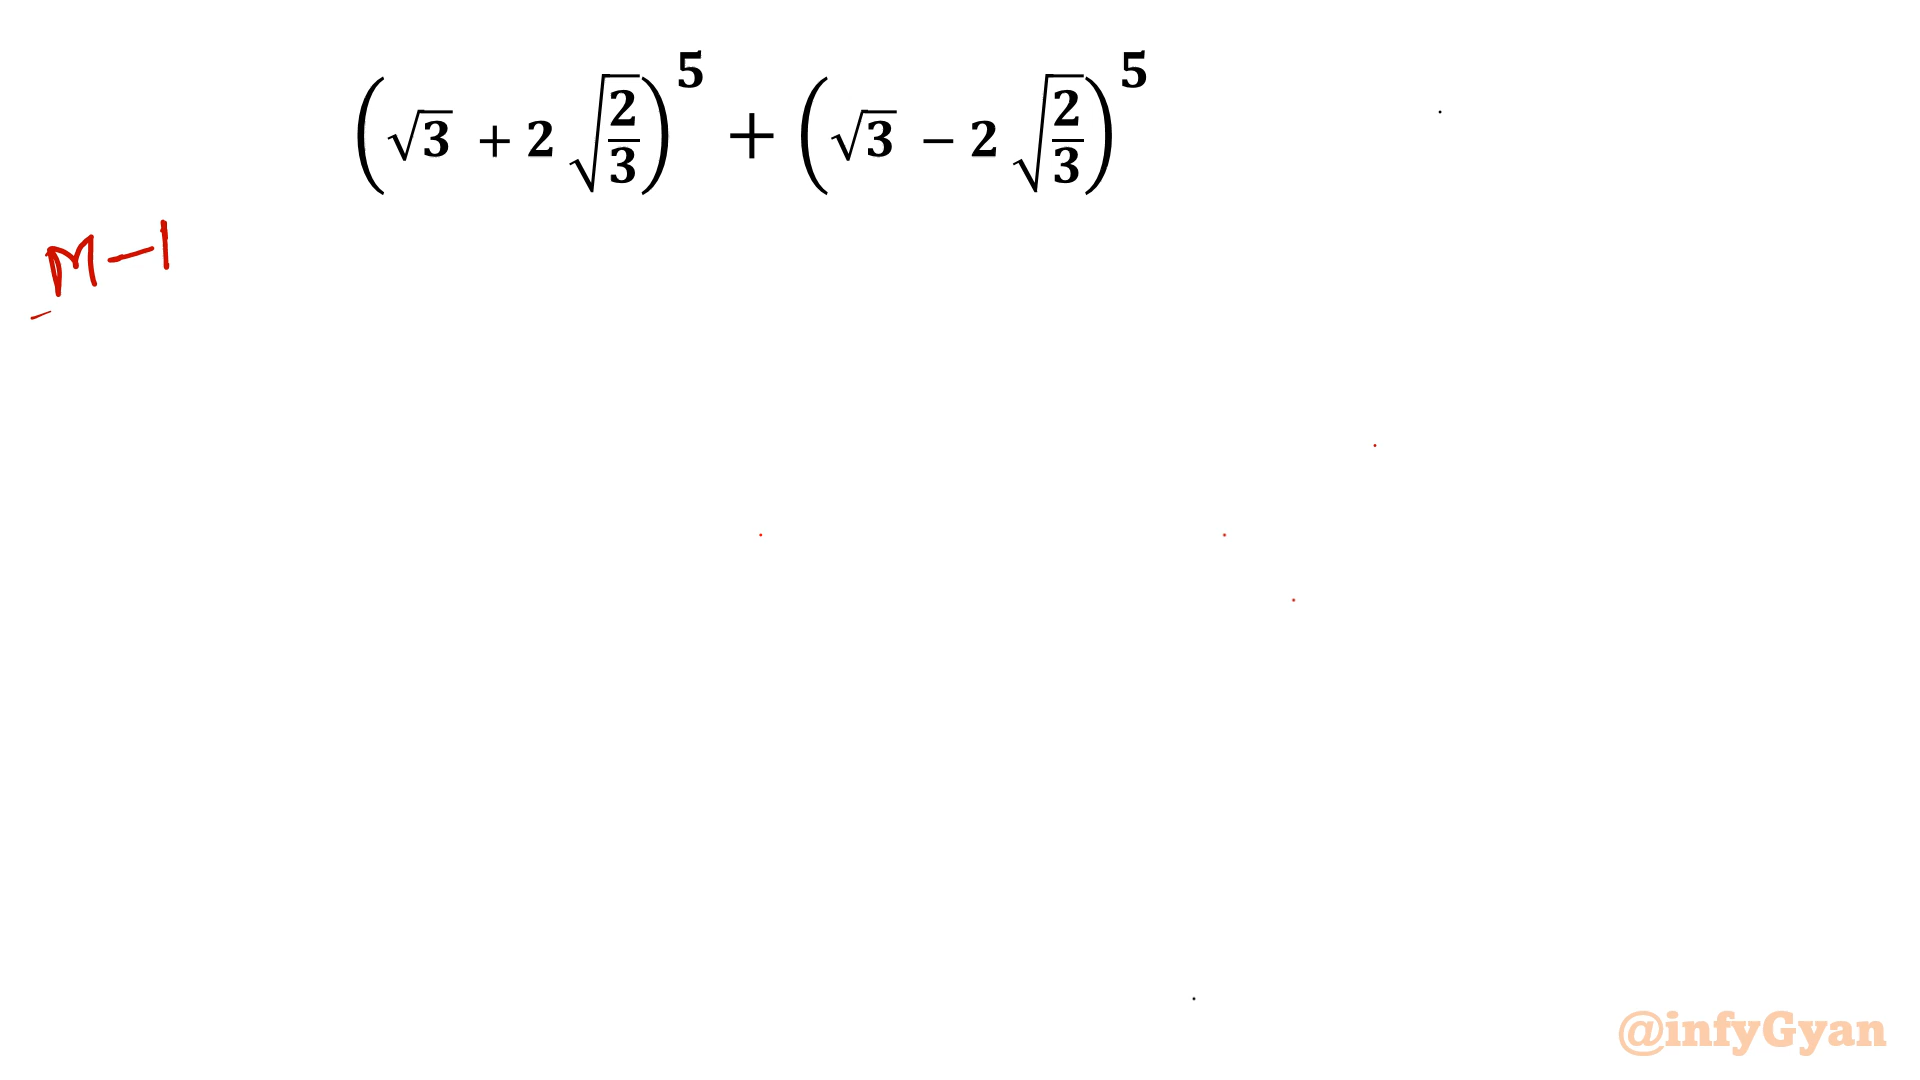 (√3 + 2√(2/3))^5 + (√3 − 2√(2/3))^5
M-1
@infyGyan